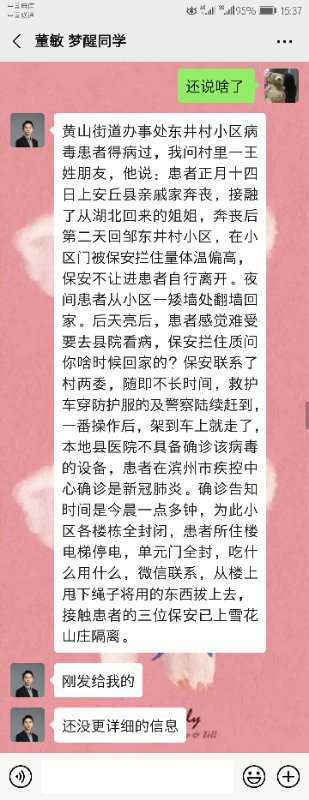 95% 15:37
董敏 梦醒同学
还说啥了
黄山街道办事处东井村小区病
毒患者得病过，我问村里一王
姓朋友，他说：患者正月十四
日上安丘县亲戚家奔丧，接融
了从湖北回来的姐姐，奔丧后
第二天回邹东井村小区，在小
区门被保安拦住量体温偏高，
保安不让进患者自行离开。夜
间患者从小区一矮墙处翻墙回
家。后天亮后，患者感觉难受
要去县院看病，保安拦住质问
你啥时候回家的？保安联系了
村两委，随即不长时间，救护
车穿防护服的及警察陆续赶到，
一番操作后，架到车上就走了，
本地县医院不具备确诊该病毒
的设备，患者在滨州市疾控中
心确诊是新冠肺炎。确诊告知
时间是今晨一点多钟，为此小
区各楼栋全封闭，患者所住楼
电梯停电，单元门全封，吃什
么用什么，微信联系，从楼上
甩下绳子将用的东西拔上去，
接触患者的三位保安已上雪花
山庄隔离。
刚发给我的
还没更详细的信息